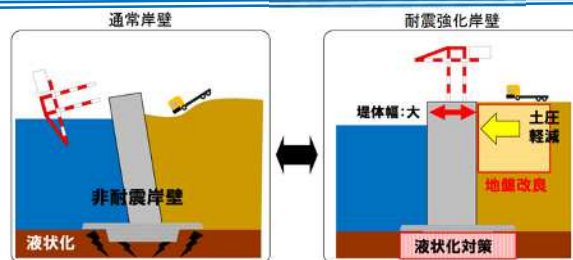 通常岸壁
耐震強化岸壁
非耐震岸壁
液状化
堤体幅:大
土圧
軽減
地盤改良
液状化対策